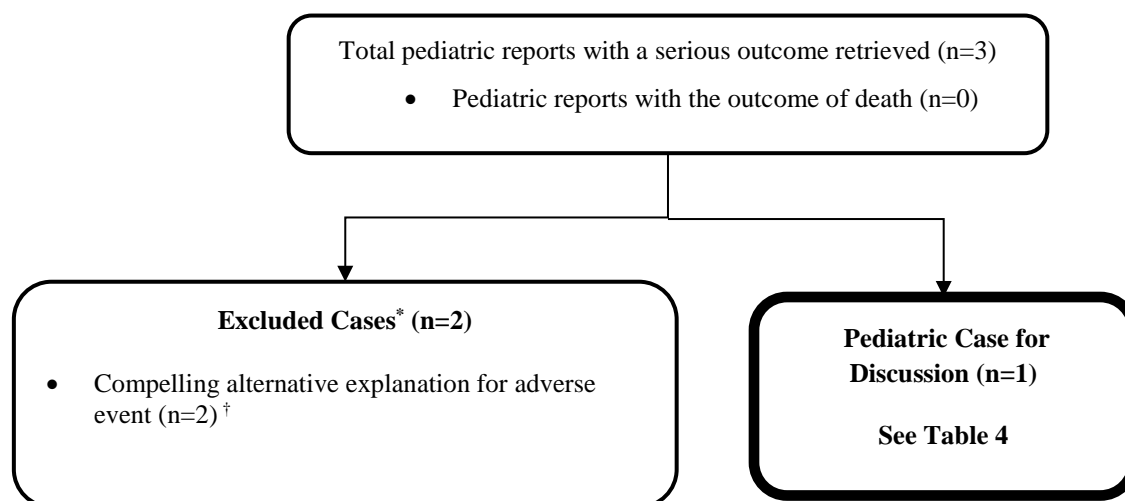 Total pediatric reports with a serious outcome retrieved (n=3)
• Pediatric reports with the outcome of death (n=0)
Excluded Cases* (n=2)
• Compelling alternative explanation for adverse
event (n=2) †
Pediatric Case for
Discussion (n=1)
See Table 4